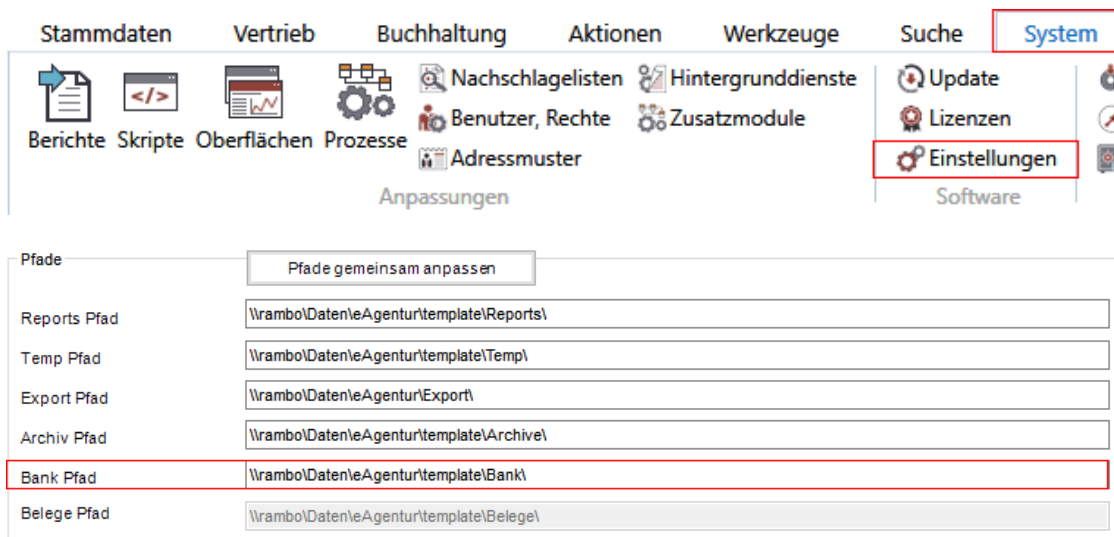 Stammdaten Vertrieb Buchhaltung Aktionen Werkzeuge Suche System
Nachschlagelisten Hintergrunddienste Update
</> Benutzer, Rechte Zusatzmodule Lizenzen
Berichte Skripte Oberflächen Prozesse
Adressmuster Einstellungen
Anpassungen Software
Pfade Pfade gemeinsam anpassen
Reports Pfad \\rambo\Daten\eAgentur\template\Reports\
Temp Pfad \\rambo\Daten\eAgentur\template\Temp\
Export Pfad \\rambo\Daten\eAgentur\Export\
Archiv Pfad \\rambo\Daten\eAgentur\template\Archive\
Bank Pfad \\rambo\Daten\eAgentur\template\Bank\
Belege Pfad \\rambo\Daten\eAgentur\template\Belege\